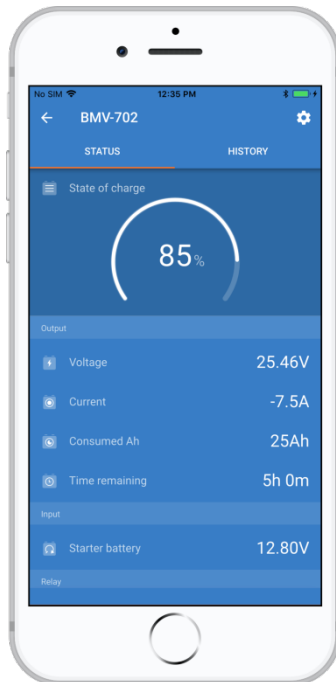 No SIM 12:35 PM
BMV-702
STATUS HISTORY
State of charge
85%
Output
Voltage 25.46V
Current -7.5A
Consumed Ah 25Ah
Time remaining 5h 0m
Input
Starter battery 12.80V
Relay